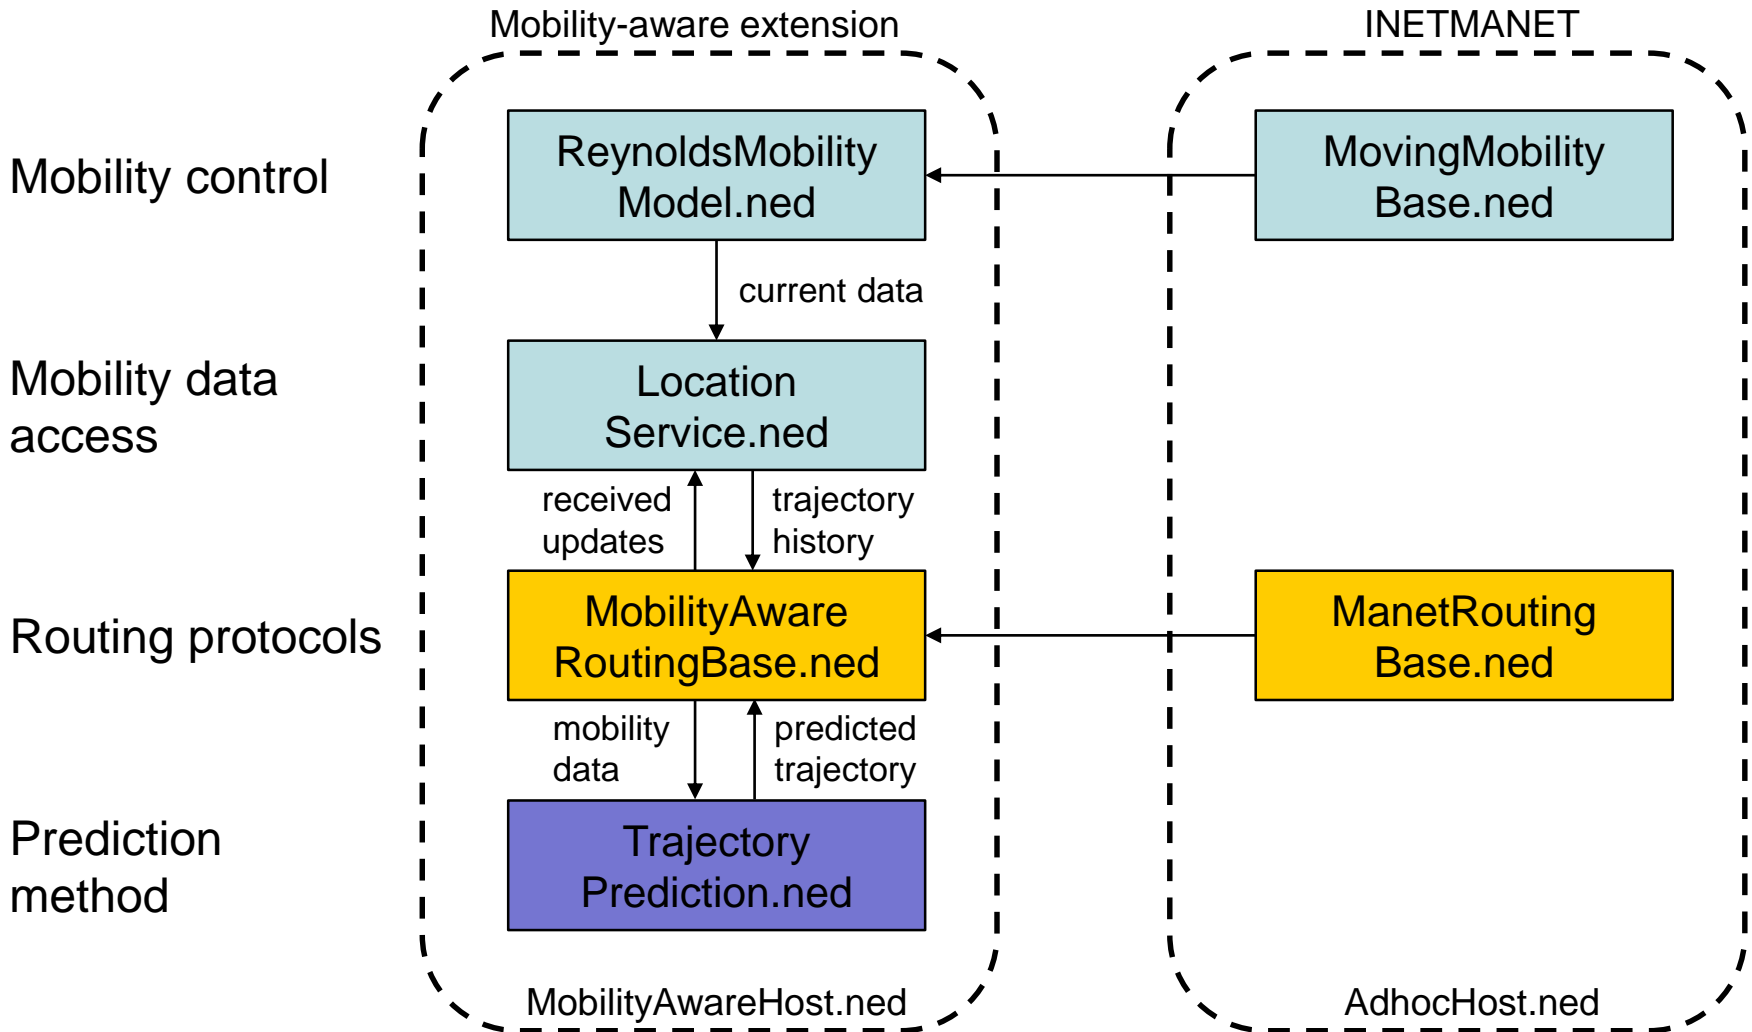 Mobility-aware extension
INETMANET
Mobility control
ReynoldsMobility
Model.ned
MovingMobility
Base.ned
current data
Mobility data
access
Location
Service.ned
received
updates
trajectory
history
Routing protocols
MobilityAware
RoutingBase.ned
ManetRouting
Base.ned
mobility
data
predicted
trajectory
Prediction
method
Trajectory
Prediction.ned
MobilityAwareHost.ned
AdhocHost.ned